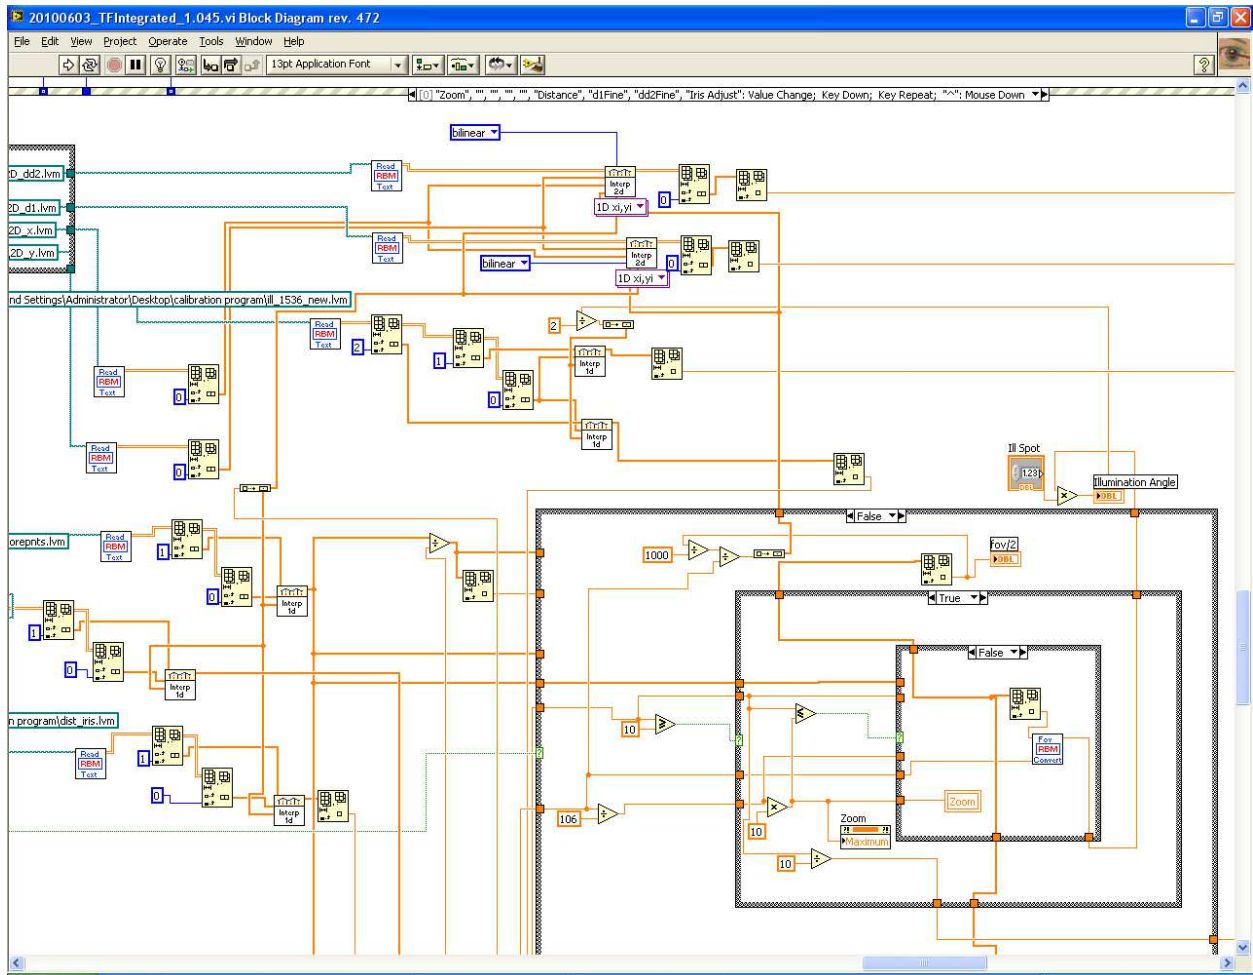 20100603_TFIntegrated_1.045.vi Block Diagram rev. 472
File Edit View Project Operate Tools Window Help
13pt Application Font
?
[0] "Zoom", "", "", "", "", "Distance", "d1Fine", "dd2Fine", "Iris Adjust": Value Change; Key Down; Key Repeat; "^": Mouse Down
bilinear
2D_dd2.lvm
Read
RBM
Text
Interp
2d
0
1D xi,yi
2D_d1.lvm
2D_x.lvm
Read
RBM
Text
Interp
2d
0
2D_y.lvm
bilinear
1D xi,yi
nd Settings\Administrator\Desktop\calibration program\ill_1536_new.lvm
Read
RBM
Text
2
2
1
Interp
1d
Read
RBM
Text
0
0
Interp
1d
Read
RBM
Text
0
Ill Spot
1.23
DBL
Illumination Angle
DBL
False
orepnts.lvm
Read
RBM
Text
1
1000
fov/2
DBL
0
Interp
1d
True
1
0
Interp
1d
False
n program\dist_iris.lvm
10
Read
RBM
Text
1
Fov
RBM
Convert
?
?
?
0
Interp
1d
106
10
Zoom
Zoom
Maximum
10